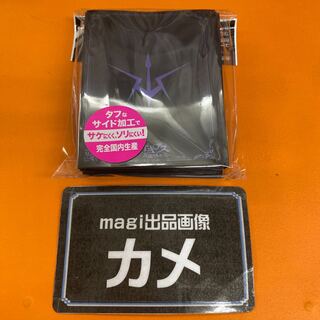 タフな
サイド加工で
サケにくく、ソリにくい!
完全国内生産
magi出品画像
カメ